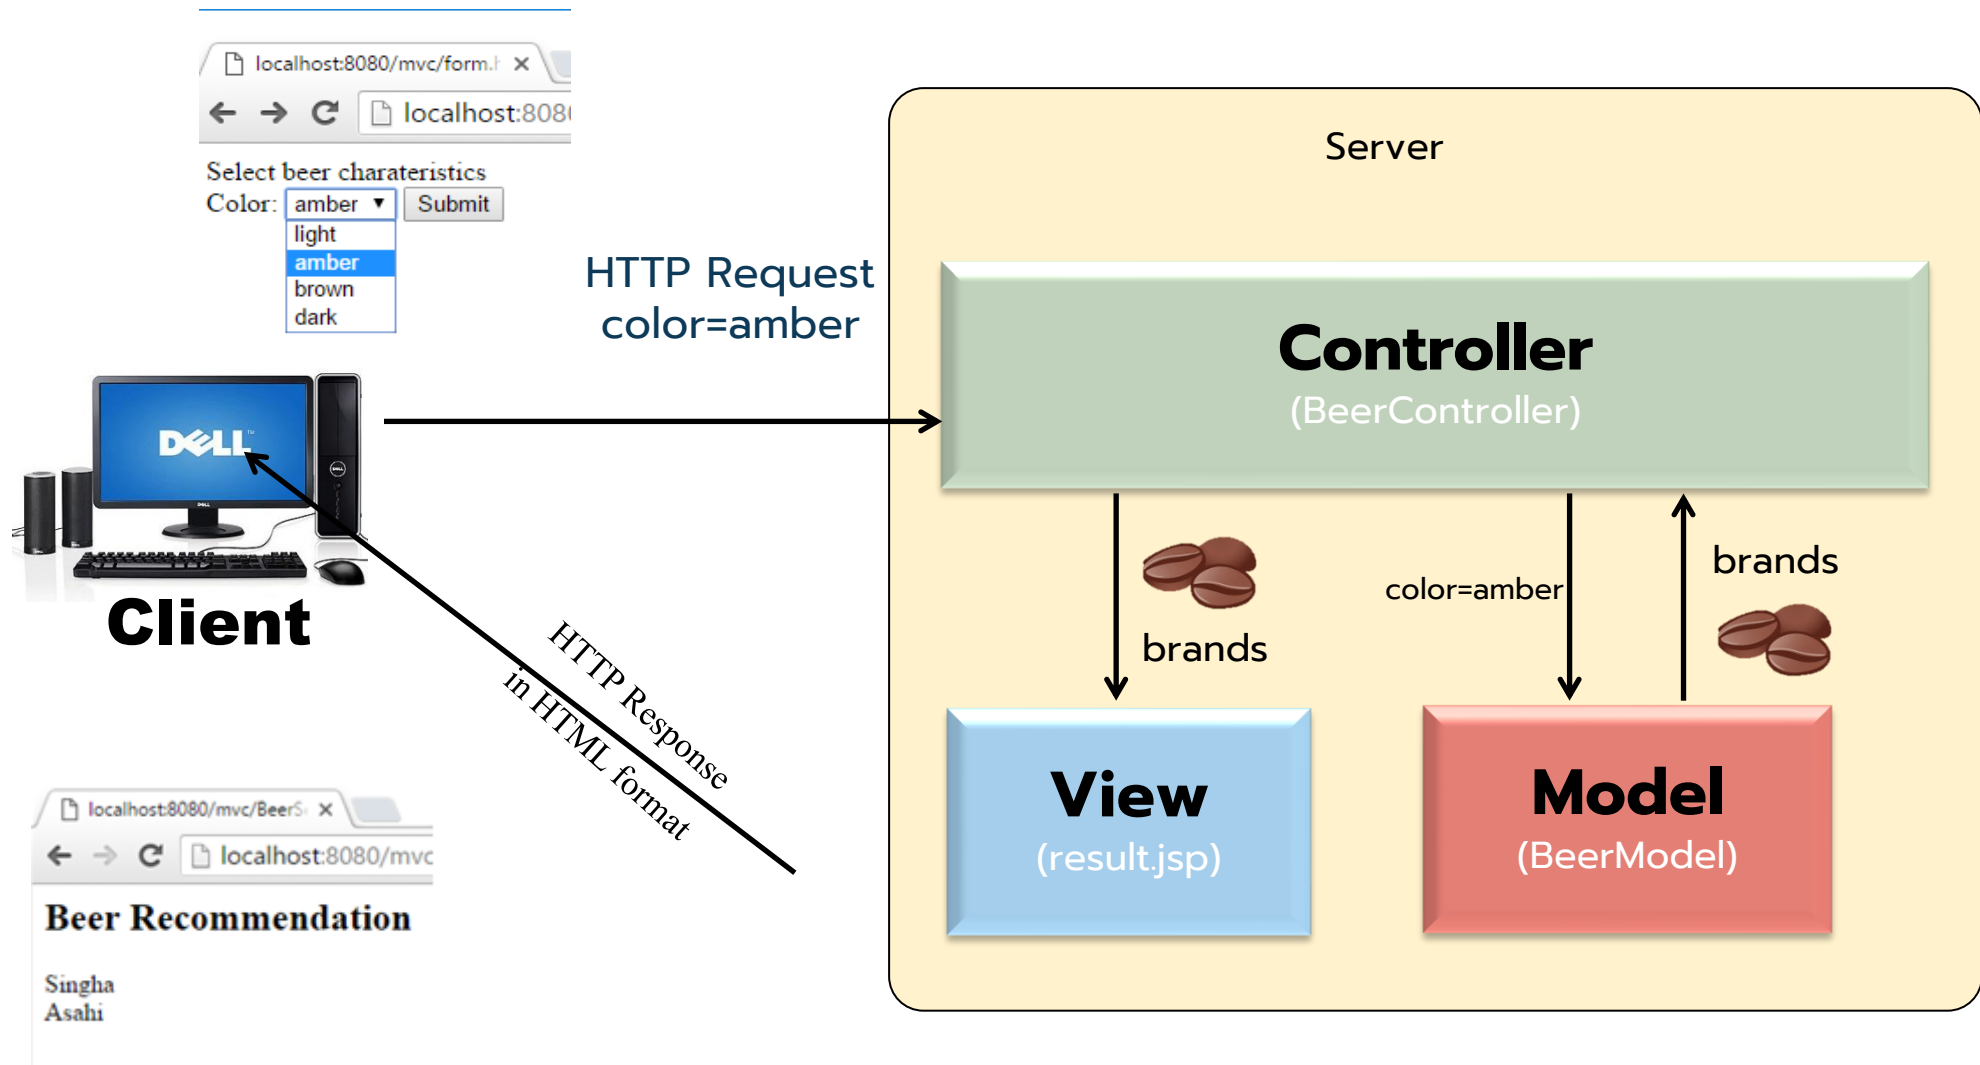 localhost:8080/mvc/form.h
localhost:808
Select beer charateristics
Color: amber Submit
light
amber
brown
dark
HTTP Request
color=amber
Server
Controller
(BeerController)
DELL
Client
brands
color=amber
brands
HTTP Response
in HTML format
View
(result.jsp)
Model
(BeerModel)
localhost:8080/mvc/BeerS
localhost:8080/mvc
Beer Recommendation
Singha
Asahi